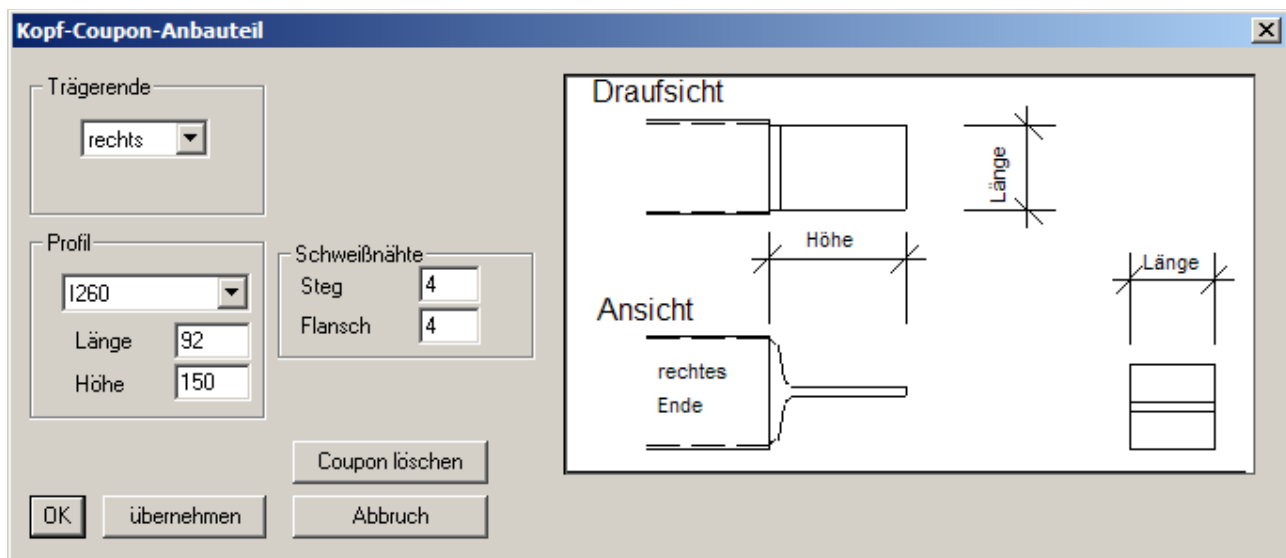 Kopf-Coupon-Anbauteil
Trägerende
rechts
Profil
I260
Länge 92
Höhe 150
Schweißnähte
Steg 4
Flansch 4
Coupon löschen
OK übernehmen Abbruch
Draufsicht
Länge
Höhe
Länge
Ansicht
rechtes
Ende